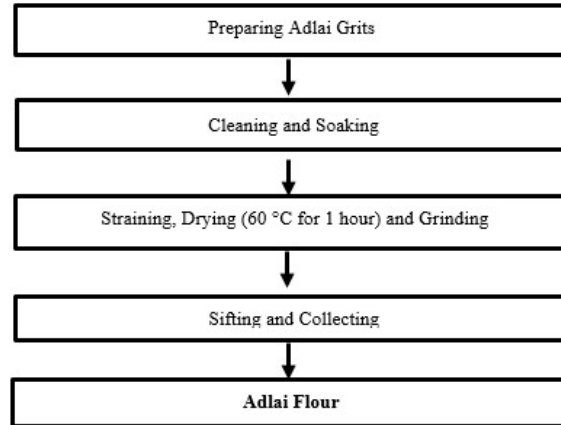 Preparing Adlai Grits
Cleaning and Soaking
Straining, Drying (60 °C for 1 hour) and Grinding
Sifting and Collecting
Adlai Flour